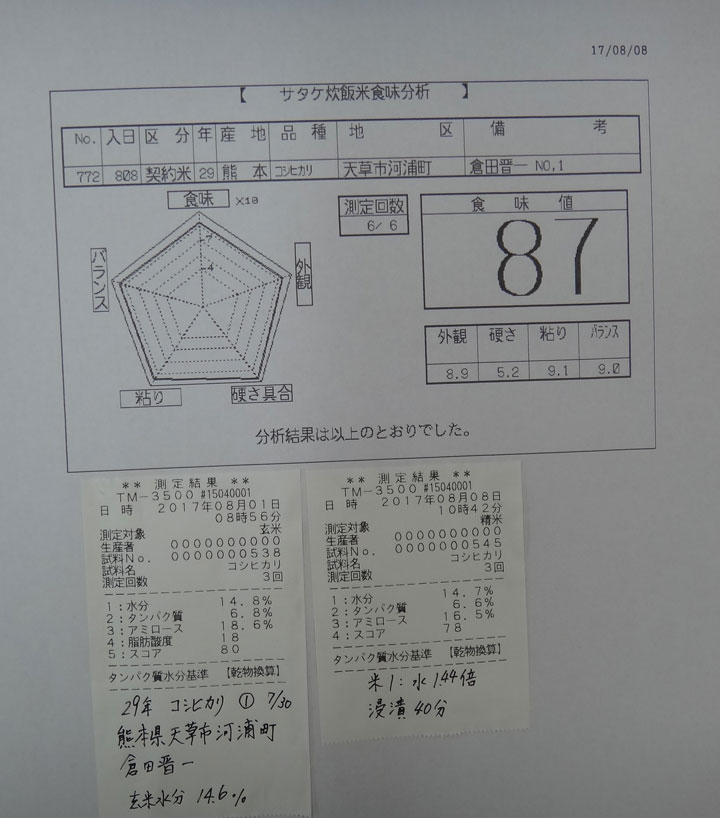 17/08/08
【 サタケ炊飯米食味分析 】
No. 入日 区分 年 産地 品種 地区 備考
772 808 契約米 29 熊本 コシヒカリ 天草市河浦町 倉田晋一 NO,1
食味 ×10
7
4
外観
硬さ具合
粘り
バランス
測定回数
6/ 6
食味値
87
外観 硬さ 粘り バランス
8.9 5.2 9.1 9.0
分析結果は以上のとおりでした。
** 測定結果 **
TM-3500 #15040001
日 時 2017年08月01日
08時56分
測定対象 玄米
生産者 0000000000
試料No. 0000000538
試料名 コシヒカリ
測定回数 3回
1:水分 14.8%
2:タンパク質 6.8%
3:アミロース 18.6%
4:脂肪酸度 18
5:スコア 80
タンパク質水分基準 【乾物換算】
29年 コシヒカリ ① 7/30
熊本県天草市河浦町
倉田晋一
玄米水分 14.6%
** 測定結果 **
TM-3500 #15040001
日 時 2017年08月08日
10時42分
測定対象 精米
生産者 0000000000
試料No. 0000000545
試料名 コシヒカリ
測定回数 3回
1:水分 14.7%
2:タンパク質 6.6%
3:アミロース 16.5%
4:スコア 78
タンパク質水分基準 【乾物換算】
米1:水1.44倍
浸漬 40分